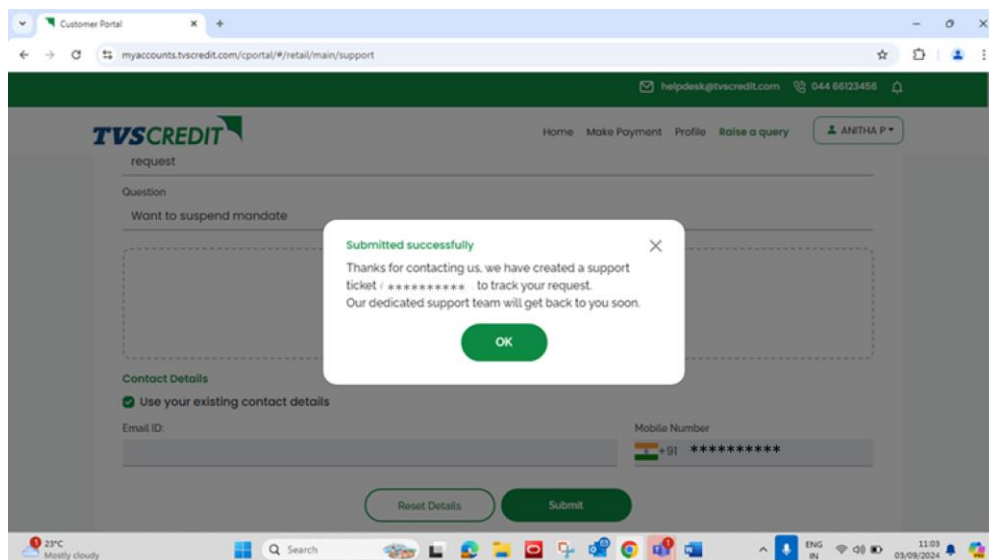 Customer Portal
myaccounts.tvscredit.com/cportal/#/retail/main/support
helpdesk@tvscredit.com 044 66123456
TVSCREDIT
Home Make Payment Profile Raise a query ANITHA P
request
Question
Want to suspend mandate
Submitted successfully
Thanks for contacting us, we have created a support
ticket ********** to track your request.
Our dedicated support team will get back to you soon.
OK
Contact Details
Use your existing contact details
Email ID:
Mobile Number
+91 **********
Reset Details
Submit
23°C
Mostly cloudy
Search
ENG
IN
11:03
03/09/2024